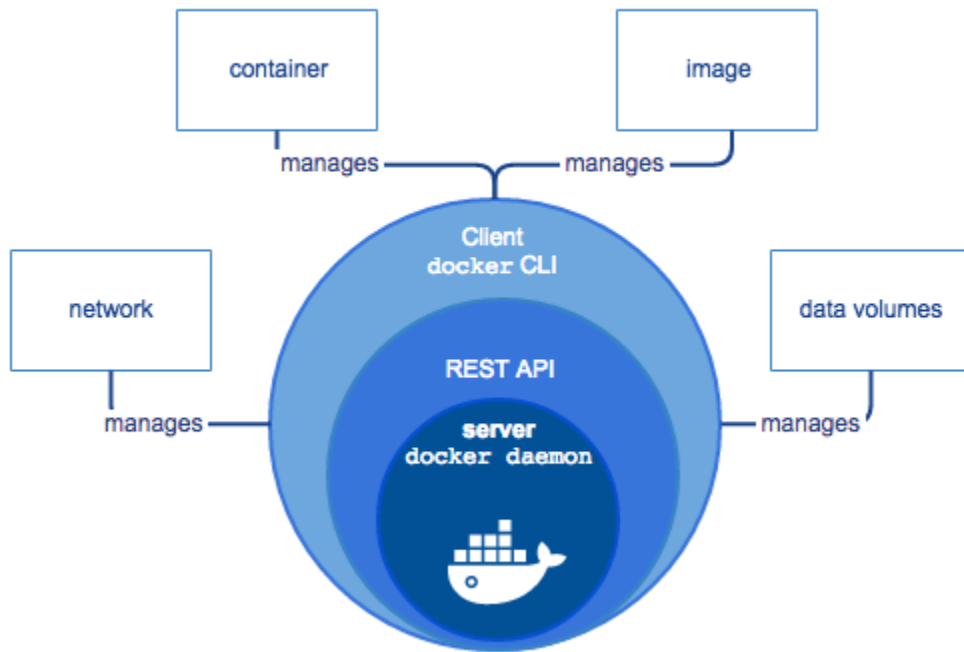 container
image
manages
manages
Client
docker CLI
network
data volumes
REST API
manages
manages
server
docker daemon